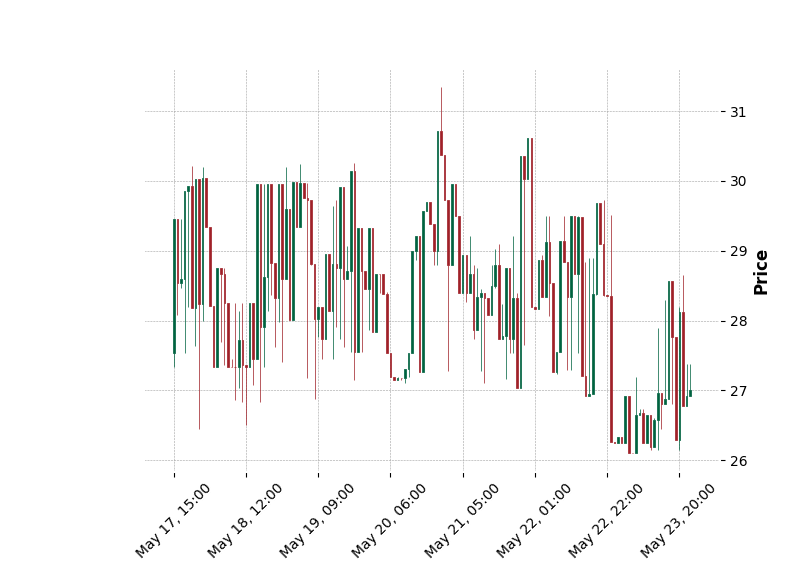 31
30
29
28
27
26
Price
May 17, 15:00
May 18, 12:00
May 19, 09:00
May 20, 06:00
May 21, 05:00
May 22, 01:00
May 22, 22:00
May 23, 20:00